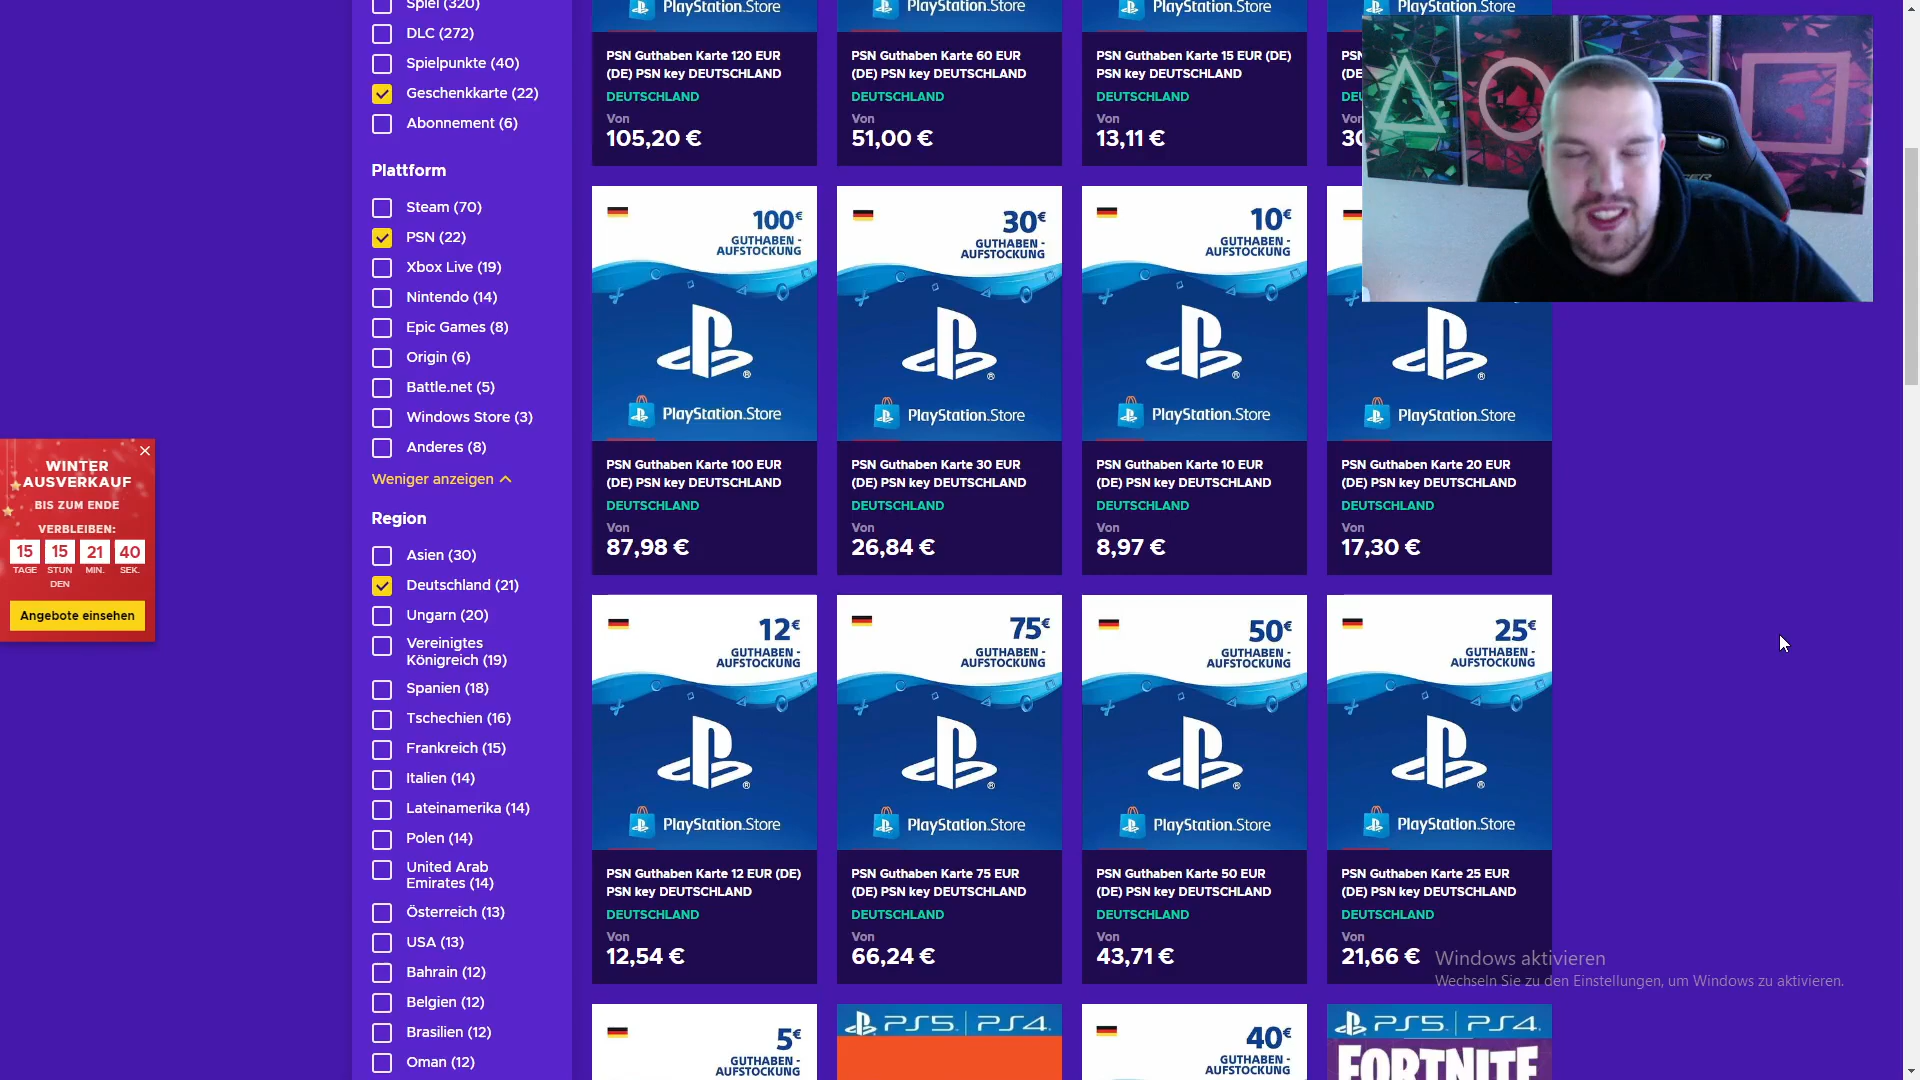 Spiel (320)
DLC (272)
Spielpunkte (40)
Geschenkkarte (22)
Abonnement (6)
Plattform
Steam (70)
PSN (22)
Xbox Live (19)
Nintendo (14)
Epic Games (8)
Origin (6)
Battle.net (5)
Windows Store (3)
Anderes (8)
Weniger anzeigen
Region
Asien (30)
Deutschland (21)
Ungarn (20)
Vereinigtes
Königreich (19)
Spanien (18)
Tschechien (16)
Frankreich (15)
Italien (14)
Lateinamerika (14)
Polen (14)
United Arab
Emirates (14)
Österreich (13)
USA (13)
Bahrain (12)
Belgien (12)
Brasilien (12)
Oman (12)
WINTER
AUSVERKAUF
BIS ZUM ENDE
VERBLEIBEN:
15 15 21 40
TAGE STUN MIN. SEK.
DEN
Angebote einsehen
PlayStation.Store
PSN Guthaben Karte 120 EUR
(DE) PSN key DEUTSCHLAND
DEUTSCHLAND
Von
105,20 €
PlayStation.Store
PSN Guthaben Karte 60 EUR
(DE) PSN key DEUTSCHLAND
DEUTSCHLAND
Von
51,00 €
PlayStation.Store
PSN Guthaben Karte 15 EUR (DE)
PSN key DEUTSCHLAND
DEUTSCHLAND
Von
13,11 €
PlayStation.Store
PSN
(DE)
Von
100€
GUTHABEN -
AUFSTOCKUNG
PlayStation.Store
PSN Guthaben Karte 100 EUR
(DE) PSN key DEUTSCHLAND
DEUTSCHLAND
Von
87,98 €
30€
GUTHABEN -
AUFSTOCKUNG
PlayStation.Store
PSN Guthaben Karte 30 EUR
(DE) PSN key DEUTSCHLAND
DEUTSCHLAND
Von
26,84 €
10€
GUTHABEN -
AUFSTOCKUNG
PlayStation.Store
PSN Guthaben Karte 10 EUR
(DE) PSN key DEUTSCHLAND
DEUTSCHLAND
Von
8,97 €
PlayStation.Store
PSN Guthaben Karte 20 EUR
(DE) PSN key DEUTSCHLAND
DEUTSCHLAND
Von
17,30 €
12€
GUTHABEN -
AUFSTOCKUNG
PlayStation.Store
PSN Guthaben Karte 12 EUR (DE)
PSN key DEUTSCHLAND
DEUTSCHLAND
Von
12,54 €
75€
GUTHABEN -
AUFSTOCKUNG
PlayStation.Store
PSN Guthaben Karte 75 EUR
(DE) PSN key DEUTSCHLAND
DEUTSCHLAND
Von
66,24 €
50€
GUTHABEN -
AUFSTOCKUNG
PlayStation.Store
PSN Guthaben Karte 50 EUR
(DE) PSN key DEUTSCHLAND
DEUTSCHLAND
Von
43,71 €
25€
GUTHABEN -
AUFSTOCKUNG
PlayStation.Store
PSN Guthaben Karte 25 EUR
(DE) PSN key DEUTSCHLAND
DEUTSCHLAND
Von
21,66 €
5€
GUTHABEN -
AUFSTOCKUNG
PS5 | PS4
40€
GUTHABEN -
AUFSTOCKUNG
PS5 | PS4
FORTNITE
Windows aktivieren
Wechseln Sie zu den Einstellungen, um Windows zu aktivieren.